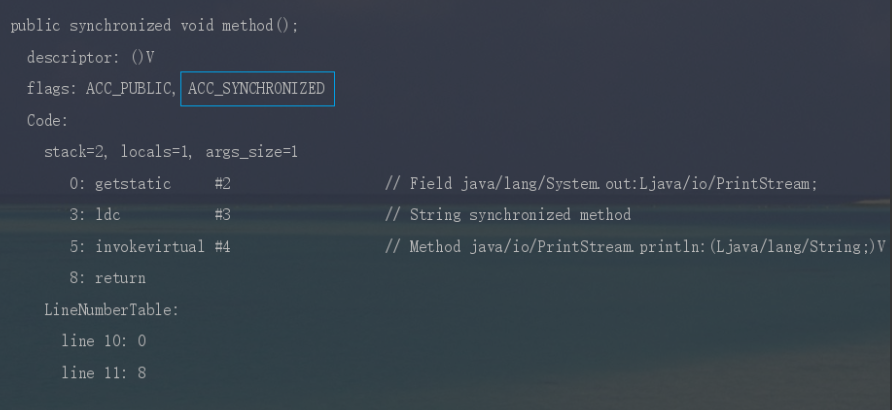 public synchronized void method();
descriptor: ()V
flags: ACC_PUBLIC, ACC_SYNCHRONIZED
Code:
stack=2, locals=1, args_size=1
0: getstatic #2 // Field java/lang/System.out:Ljava/io/PrintStream;
3: ldc #3 // String synchronized method
5: invokevirtual #4 // Method java/io/PrintStream.println:(Ljava/lang/String;)V
8: return
LineNumberTable:
line 10: 0
line 11: 8